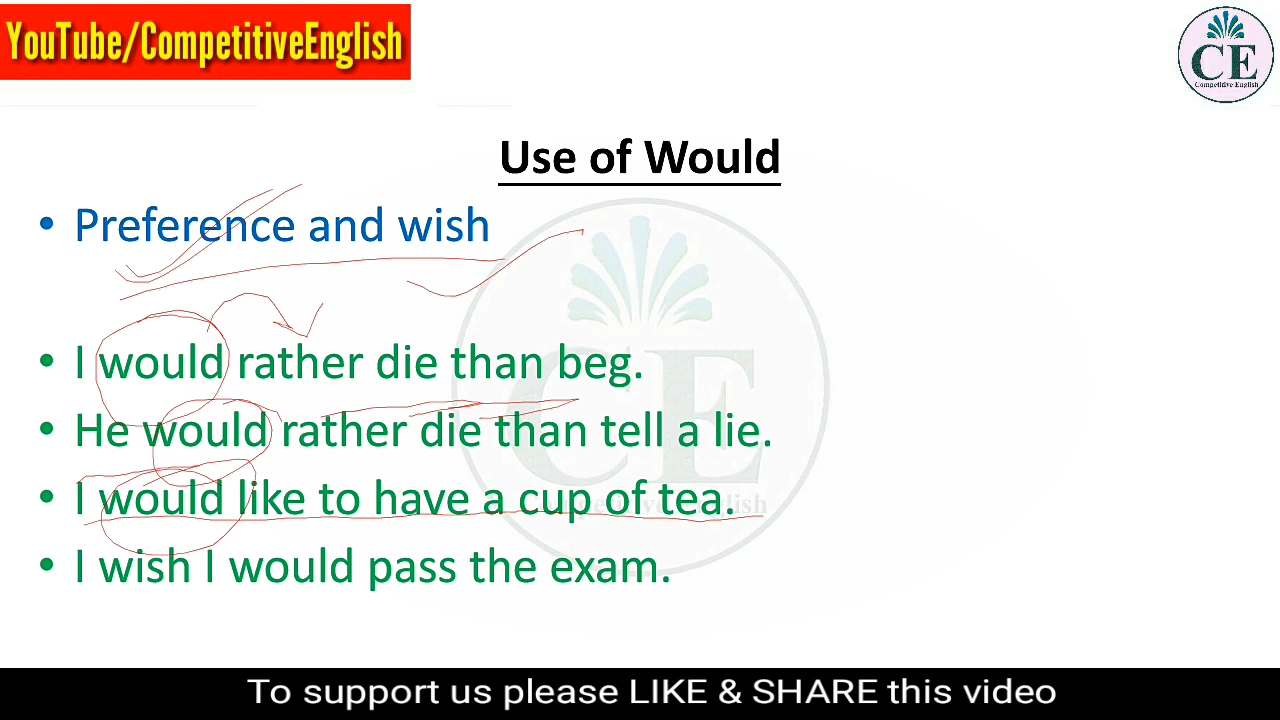 YouTube/CompetitiveEnglish
CE
Competitive English
Use of Would
• Preference and wish
• I would rather die than beg.
• He would rather die than tell a lie.
• I would like to have a cup of tea.
• I wish I would pass the exam.
CE
To support us please LIKE & SHARE this video